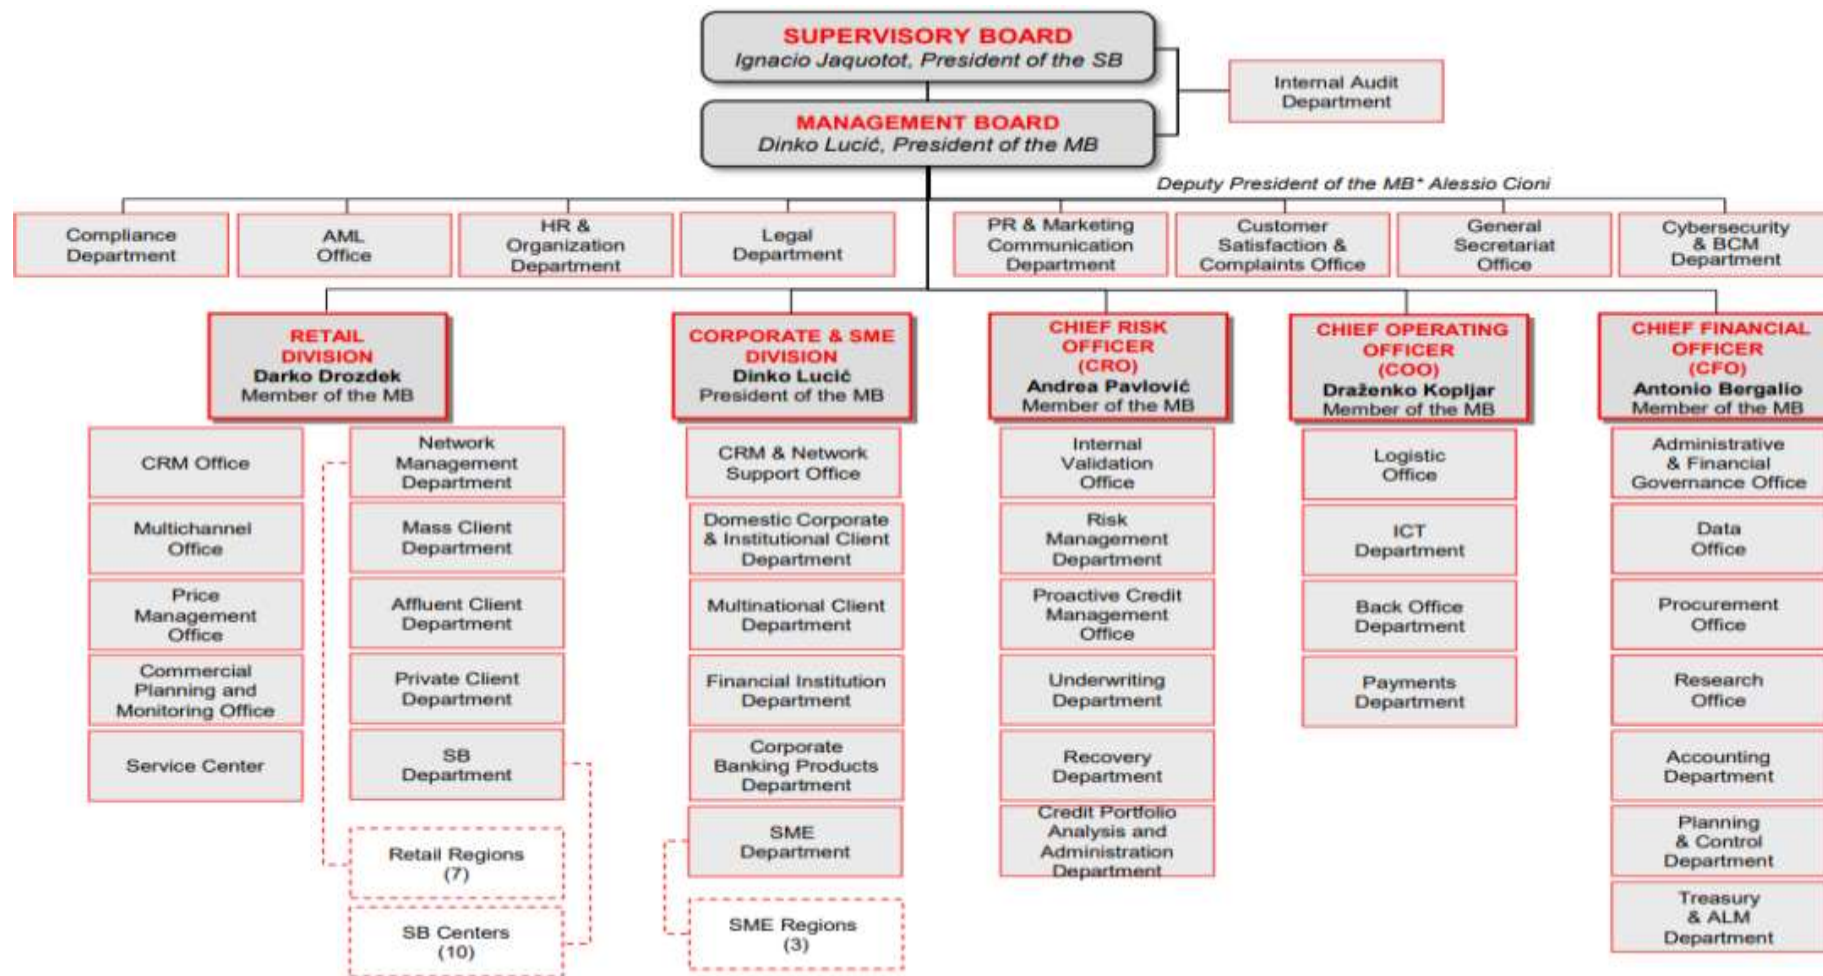 SUPERVISORY BOARD
Ignacio Jaquotot, President of the SB
Internal Audit
Department
MANAGEMENT BOARD
Dinko Lucić, President of the MB
Deputy President of the MB* Alessio Cioni
Compliance
Department
AML
Office
HR &
Organization
Department
Legal
Department
PR & Marketing
Communication
Department
Customer
Satisfaction &
Complaints Office
General
Secretariat
Office
Cybersecurity
& BCM
Department
RETAIL
DIVISION
Darko Drozdek
Member of the MB
CRM Office
Multichannel
Office
Price
Management
Office
Commercial
Planning and
Monitoring Office
Service Center
Network
Management
Department
Mass Client
Department
Affluent Client
Department
Private Client
Department
SB
Department
Retail Regions
(7)
SB Centers
(10)
CORPORATE & SME
DIVISION
Dinko Lucić
President of the MB
CRM & Network
Support Office
Domestic Corporate
& Institutional Client
Department
Multinational Client
Department
Financial Institution
Department
Corporate
Banking Products
Department
SME
Department
SME Regions
(3)
CHIEF RISK
OFFICER
(CRO)
Andrea Pavlović
Member of the MB
Internal
Validation
Office
Risk
Management
Department
Proactive Credit
Management
Office
Underwriting
Department
Recovery
Department
Credit Portfolio
Analysis and
Administration
Department
CHIEF OPERATING
OFFICER
(COO)
Draženko Kopljar
Member of the MB
Logistic
Office
ICT
Department
Back Office
Department
Payments
Department
CHIEF FINANCIAL
OFFICER
(CFO)
Antonio Bergalio
Member of the MB
Administrative
& Financial
Governance Office
Data
Office
Procurement
Office
Research
Office
Accounting
Department
Planning
& Control
Department
Treasury
& ALM
Department